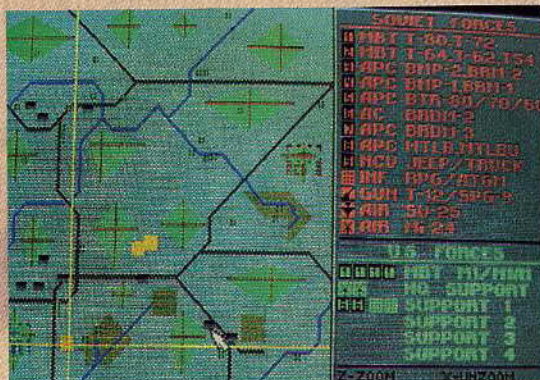 SOVIET FORCES
MBT T-80,T-72
MBT T-64,T-62,T54
APC BMP-2,BRM-2
APC BMP-1,BRM-1
APC BTR-80/70/60
AC BRDM-2
APC BRDM-3
APC MTLB,MTLBU
NCD JEEP/TRUCK
INF RPG/ATGM
GUN T-12/SPG-9
AIR SU-25
AIR Mi-24
U.S FORCES
MBT M1/M1A1
HQ SUPPORT
SUPPORT 1
SUPPORT 2
SUPPORT 3
SUPPORT 4
Z-ZOOM X-UNZOOM